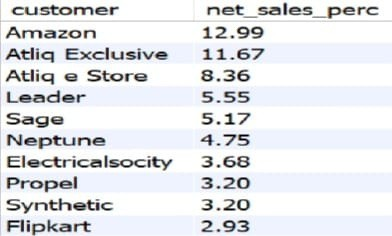 customer net_sales_perc
Amazon 12.99
Atliq Exclusive 11.67
Atliq e Store 8.36
Leader 5.55
Sage 5.17
Neptune 4.75
Electricalsocity 3.68
Propel 3.20
Synthetic 3.20
Flipkart 2.93